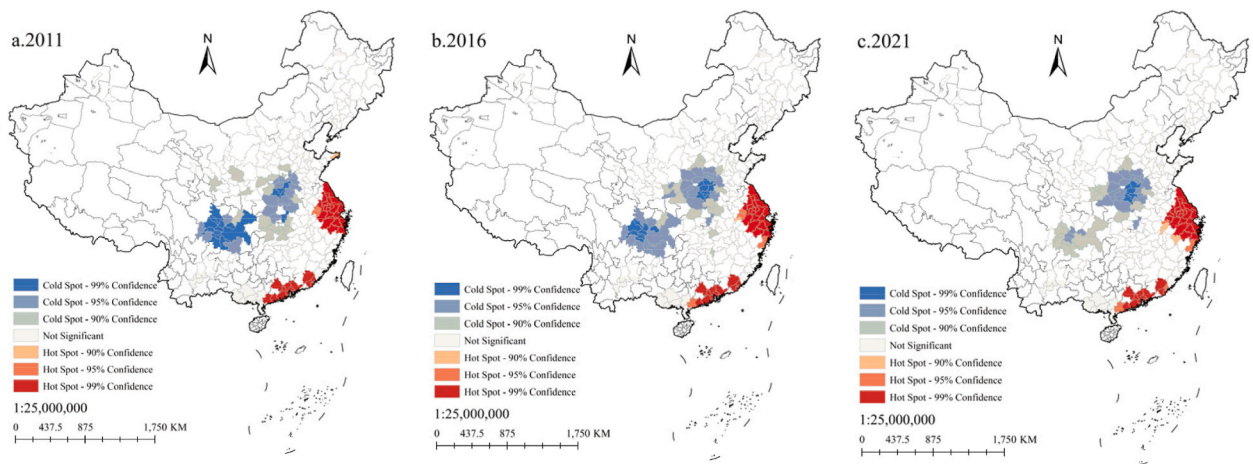 a.2011
N
Cold Spot - 99% Confidence
Cold Spot - 95% Confidence
Cold Spot - 90% Confidence
Not Significant
Hot Spot - 90% Confidence
Hot Spot - 95% Confidence
Hot Spot - 99% Confidence
1:25,000,000
0 437.5 875 1,750 KM
b.2016
N
Cold Spot - 99% Confidence
Cold Spot - 95% Confidence
Cold Spot - 90% Confidence
Not Significant
Hot Spot - 90% Confidence
Hot Spot - 95% Confidence
Hot Spot - 99% Confidence
1:25,000,000
0 437.5 875 1,750 KM
c.2021
N
Cold Spot - 99% Confidence
Cold Spot - 95% Confidence
Cold Spot - 90% Confidence
Not Significant
Hot Spot - 90% Confidence
Hot Spot - 95% Confidence
Hot Spot - 99% Confidence
1:25,000,000
0 437.5 875 1,750 KM